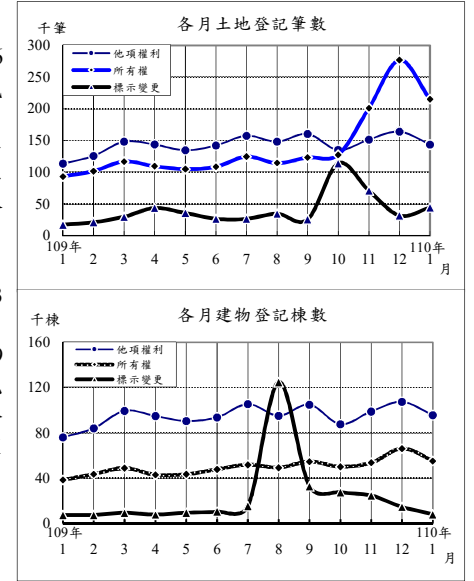 各月土地登記筆數
千筆
300
250
200
150
100
50
0
他項權利
所有權
標示變更
109年 110年
1 2 3 4 5 6 7 8 9 10 11 12 1
月
各月建物登記棟數
千棟
160
120
80
40
0
他項權利
所有權
標示變更
109年 110年
1 2 3 4 5 6 7 8 9 10 11 12 1
月